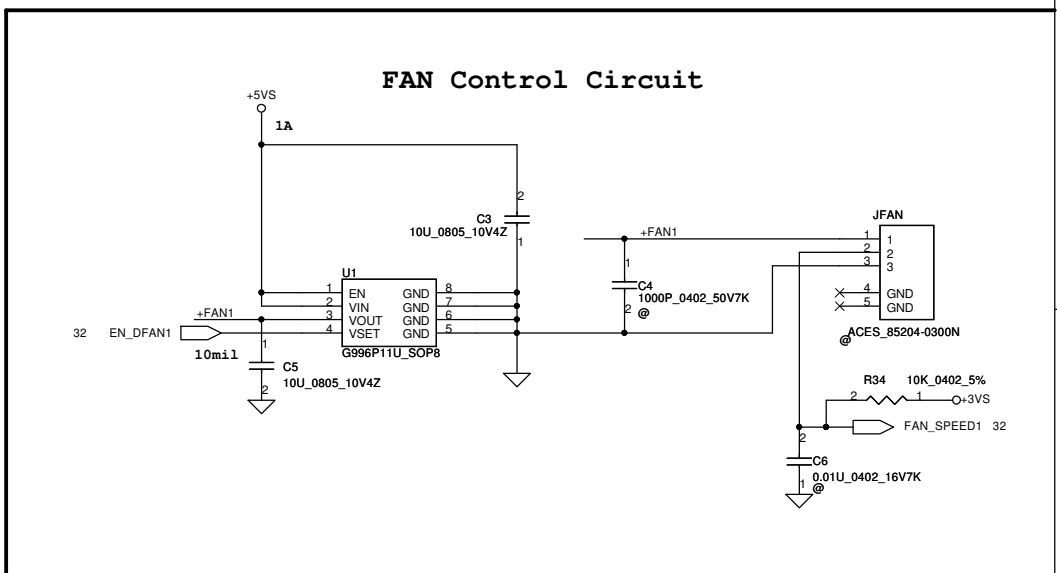 FAN Control Circuit
+5VS
1A
2
C3
10U_0805_10V4Z
1
JFAN
+FAN1
1 1
2 2
3 3
4 GND
5 GND
ACES_85204-0300N
@
1
C4
1000P_0402_50V7K
2 @
U1
1 EN GND 8
2 VIN GND 7
+FAN1 3 VOUT GND 6
32 EN_DFAN1 4 VSET GND 5
G996P11U_SOP8
10mil
1
C5
10U_0805_10V4Z
2
R34 10K_0402_5%
2 1 +3VS
FAN_SPEED1 32
2
C6
0.01U_0402_16V7K
1 @